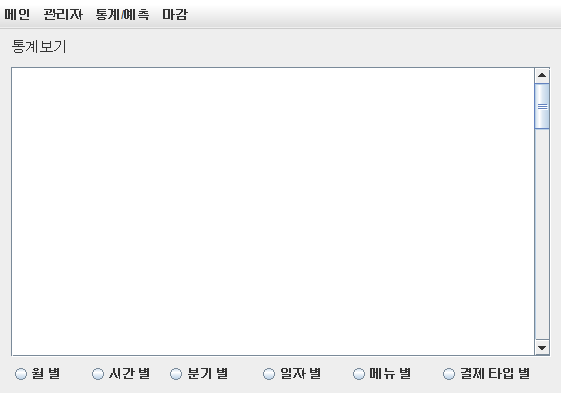 메인 관리자 통계/예측 마감
통계보기
월 별 시간 별 분기 별 일자 별 메뉴 별 결제 타입 별